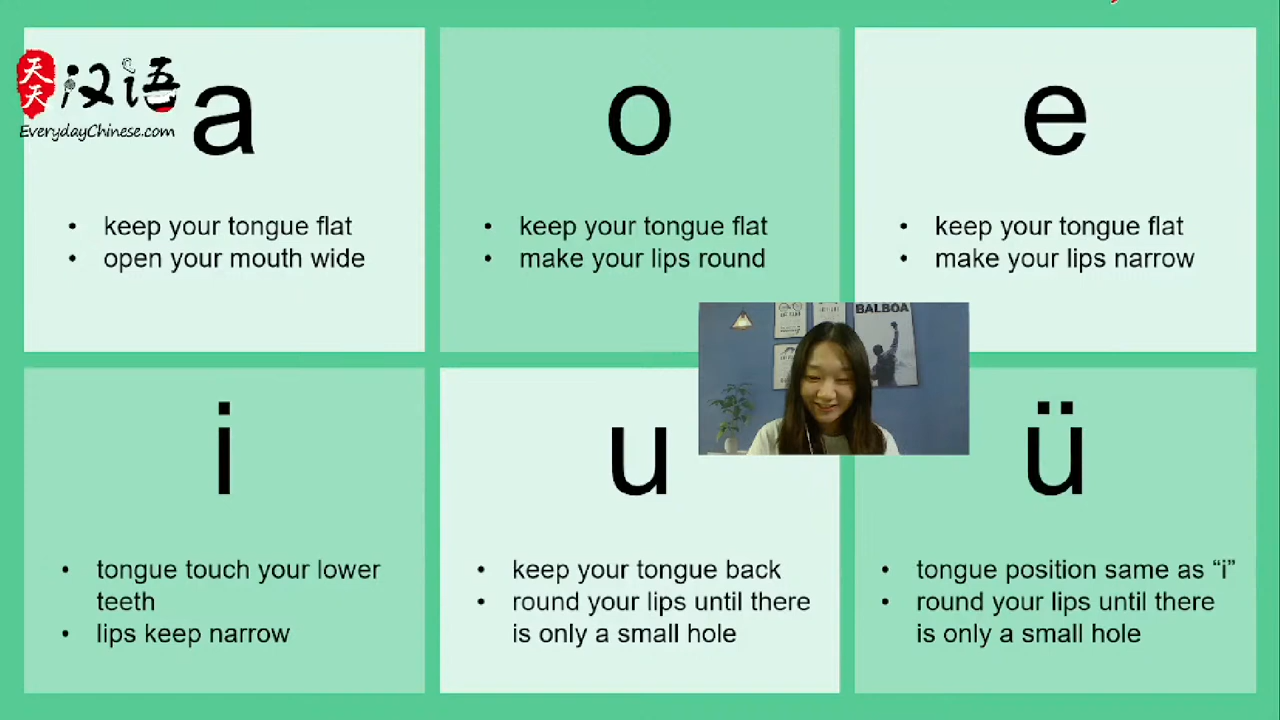 天天
汉语
EverydayChinese.com
a
• keep your tongue flat
• open your mouth wide
o
• keep your tongue flat
• make your lips round
e
• keep your tongue flat
• make your lips narrow
BALBOA
i
• tongue touch your lower
teeth
• lips keep narrow
u
• keep your tongue back
• round your lips until there
is only a small hole
ü
• tongue position same as “i”
• round your lips until there
is only a small hole